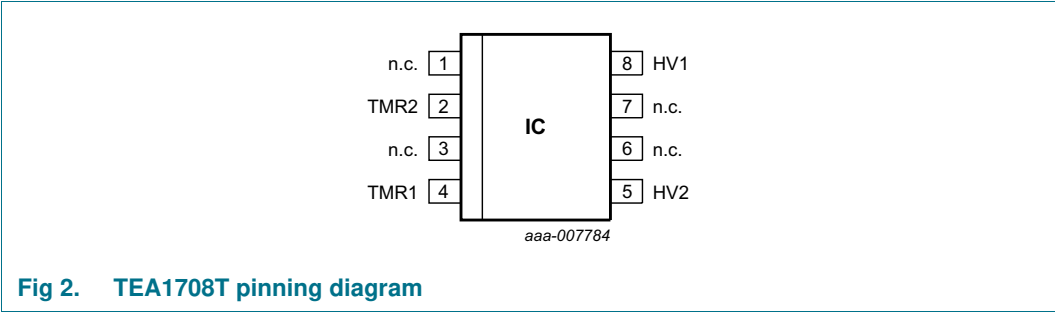 n.c. 1 8 HV1
TMR2 2 7 n.c.
IC
n.c. 3 6 n.c.
TMR1 4 5 HV2
aaa-007784
Fig 2. TEA1708T pinning diagram